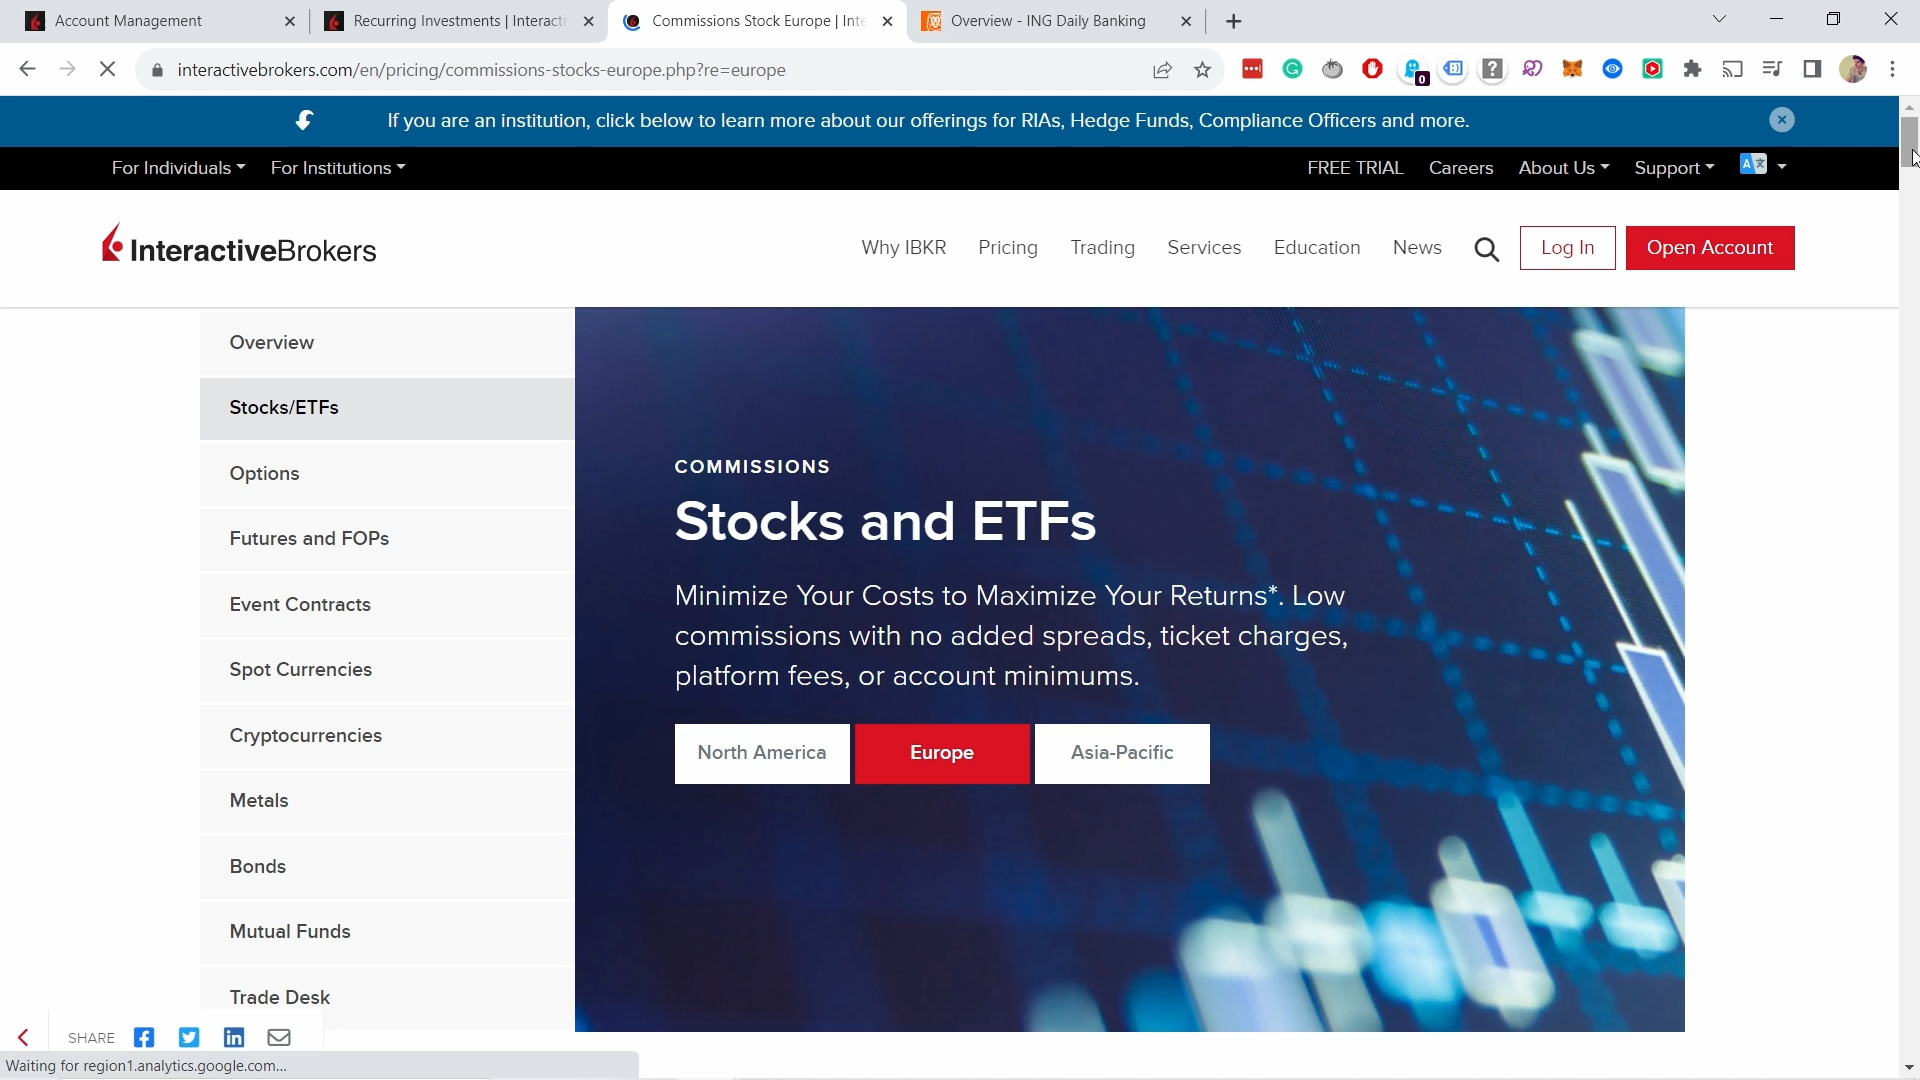 Account Management
Recurring Investments | Interacti
Commissions Stock Europe | Inte
Overview - ING Daily Banking
interactivebrokers.com/en/pricing/commissions-stocks-europe.php?re=europe
0
If you are an institution, click below to learn more about our offerings for RIAs, Hedge Funds, Compliance Officers and more.
For Individuals
For Institutions
FREE TRIAL
Careers
About Us
Support
InteractiveBrokers
Why IBKR
Pricing
Trading
Services
Education
News
Log In
Open Account
Overview
Stocks/ETFs
Options
Futures and FOPs
Event Contracts
Spot Currencies
Cryptocurrencies
Metals
Bonds
Mutual Funds
Trade Desk
COMMISSIONS
Stocks and ETFs
Minimize Your Costs to Maximize Your Returns*. Low
commissions with no added spreads, ticket charges,
platform fees, or account minimums.
North America
Europe
Asia-Pacific
SHARE
Waiting for region1.analytics.google.com...